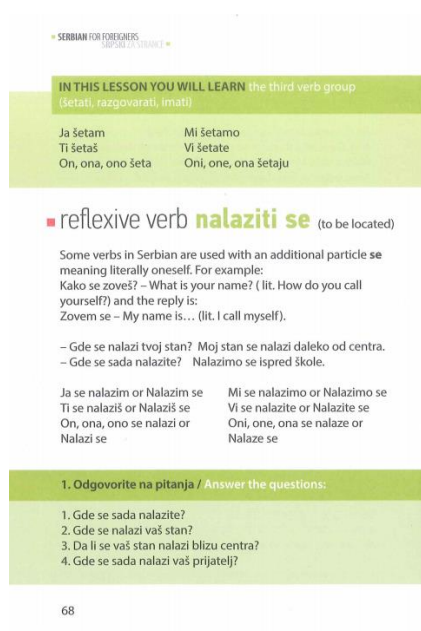 SERBIAN FOR FOREIGNERS
SRPSKI ZA STRANCE
IN THIS LESSON YOU WILL LEARN the third verb group
(šetati, razgovarati, imati)
Ja šetam Mi šetamo
Ti šetaš Vi šetate
On, ona, ono šeta Oni, one, ona šetaju
reflexive verb nalaziti se (to be located)
Some verbs in Serbian are used with an additional particle se
meaning literally oneself. For example:
Kako se zoveš? – What is your name? ( lit. How do you call
yourself?) and the reply is:
Zovem se – My name is… (lit. I call myself).
– Gde se nalazi tvoj stan? Moj stan se nalazi daleko od centra.
– Gde se sada nalazite? Nalazimo se ispred škole.
Ja se nalazim or Nalazim se Mi se nalazimo or Nalazimo se
Ti se nalaziš or Nalaziš se Vi se nalazite or Nalazite se
On, ona, ono se nalazi or Oni, one, ona se nalaze or
Nalazi se Nalaze se
1. Odgovorite na pitanja / Answer the questions:
1. Gde se sada nalazite?
2. Gde se nalazi vaš stan?
3. Da li se vaš stan nalazi blizu centra?
4. Gde se sada nalazi vaš prijatelj?
68